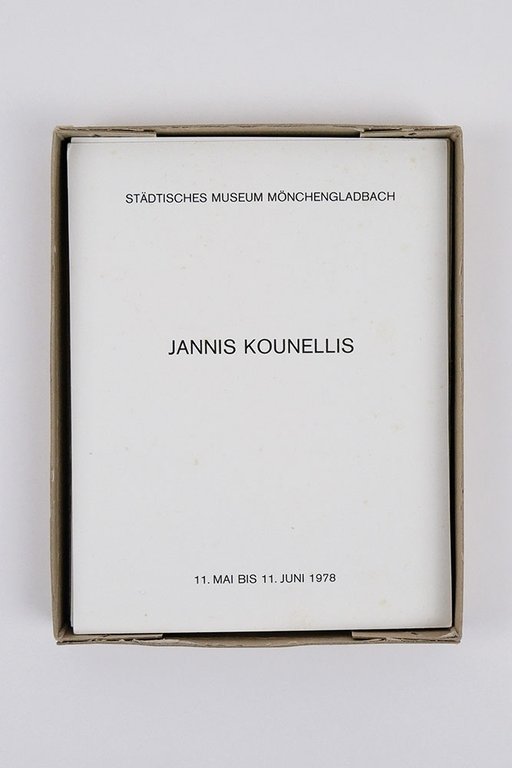 STÄDTISCHES MUSEUM MÖNCHENGLADBACH
JANNIS KOUNELLIS
11. MAI BIS 11. JUNI 1978